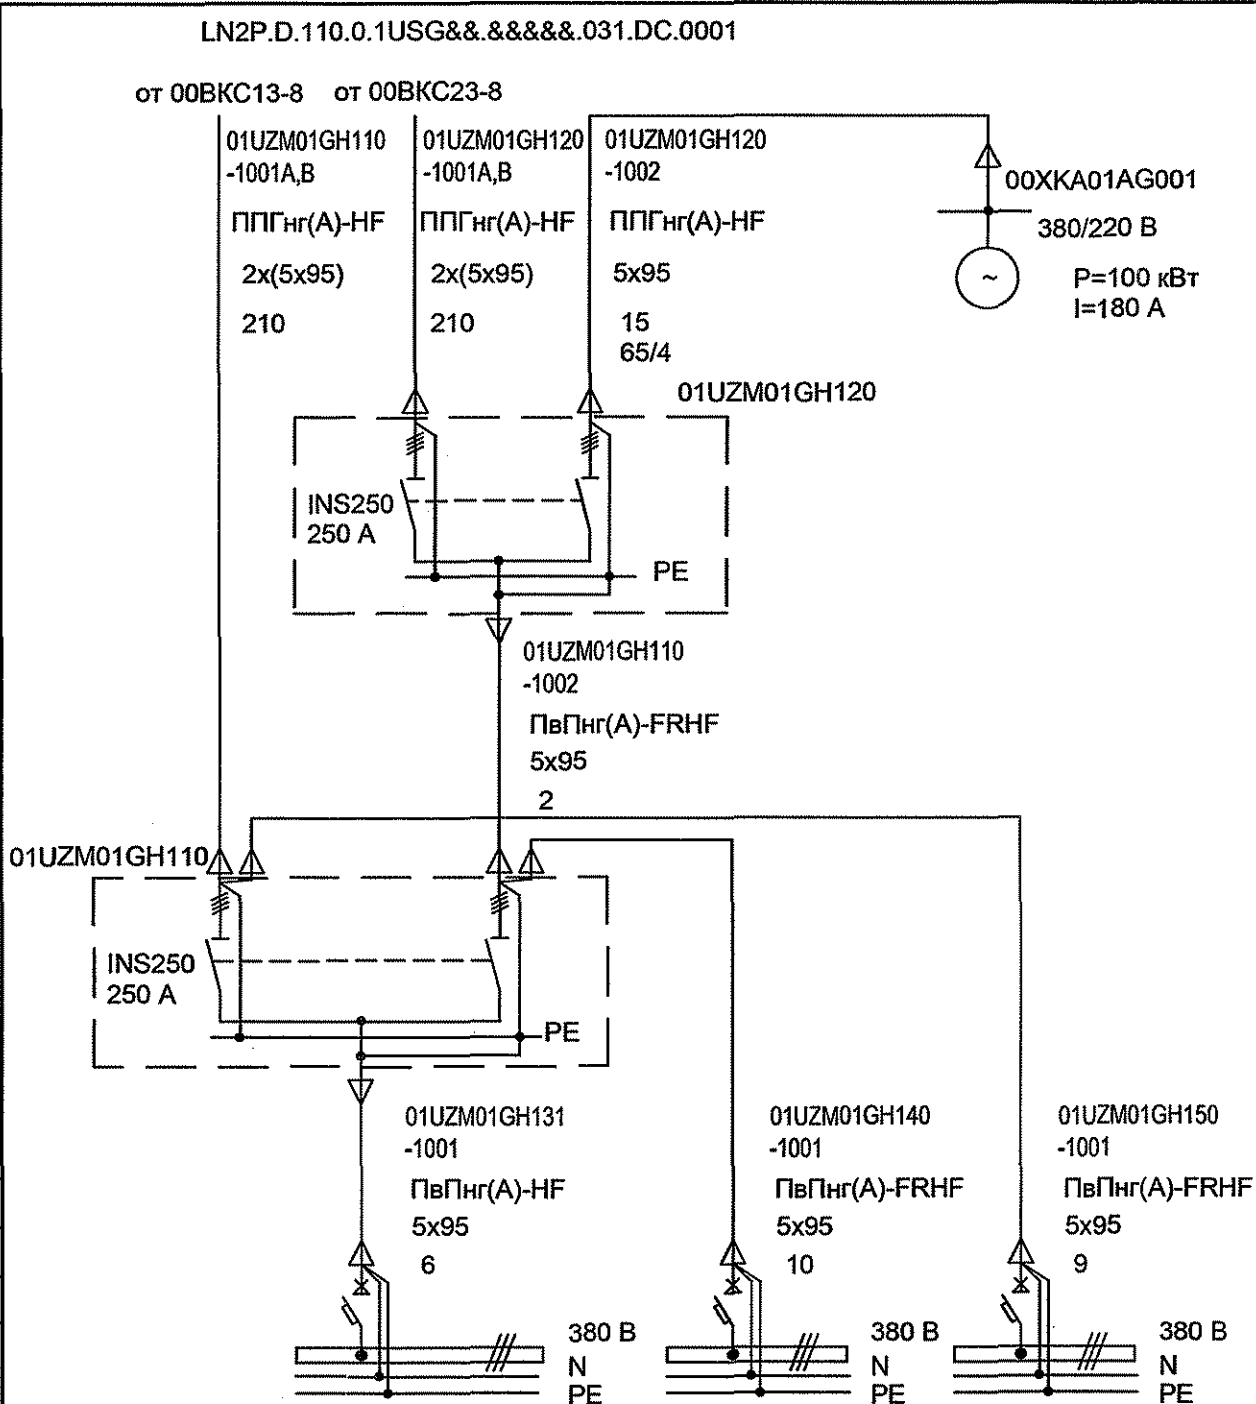 LN2P.D.110.0.1USG&&.&&&&&.031.DC.0001
от 00ВКС13-8
от 00ВКС23-8
01UZM01GH110
-1001А,В
ППГнг(А)-HF
2х(5х95)
210
01UZM01GH120
-1001А,В
ППГнг(А)-HF
2х(5х95)
210
01UZM01GH120
-1002
ППГнг(А)-HF
5х95
15
65/4
00XKA01AG001
380/220 В
~
P=100 кВт
I=180 А
01UZM01GH120
INS250
250 А
PE
01UZM01GH110
-1002
ПвПнг(А)-FRHF
5х95
2
01UZM01GH110
INS250
250 А
PE
01UZM01GH131
-1001
ПвПнг(А)-HF
5х95
6
380 В
N
PE
01UZM01GH140
-1001
ПвПнг(А)-FRHF
5х95
10
380 В
N
PE
01UZM01GH150
-1001
ПвПнг(А)-FRHF
5х95
9
380 В
N
PE